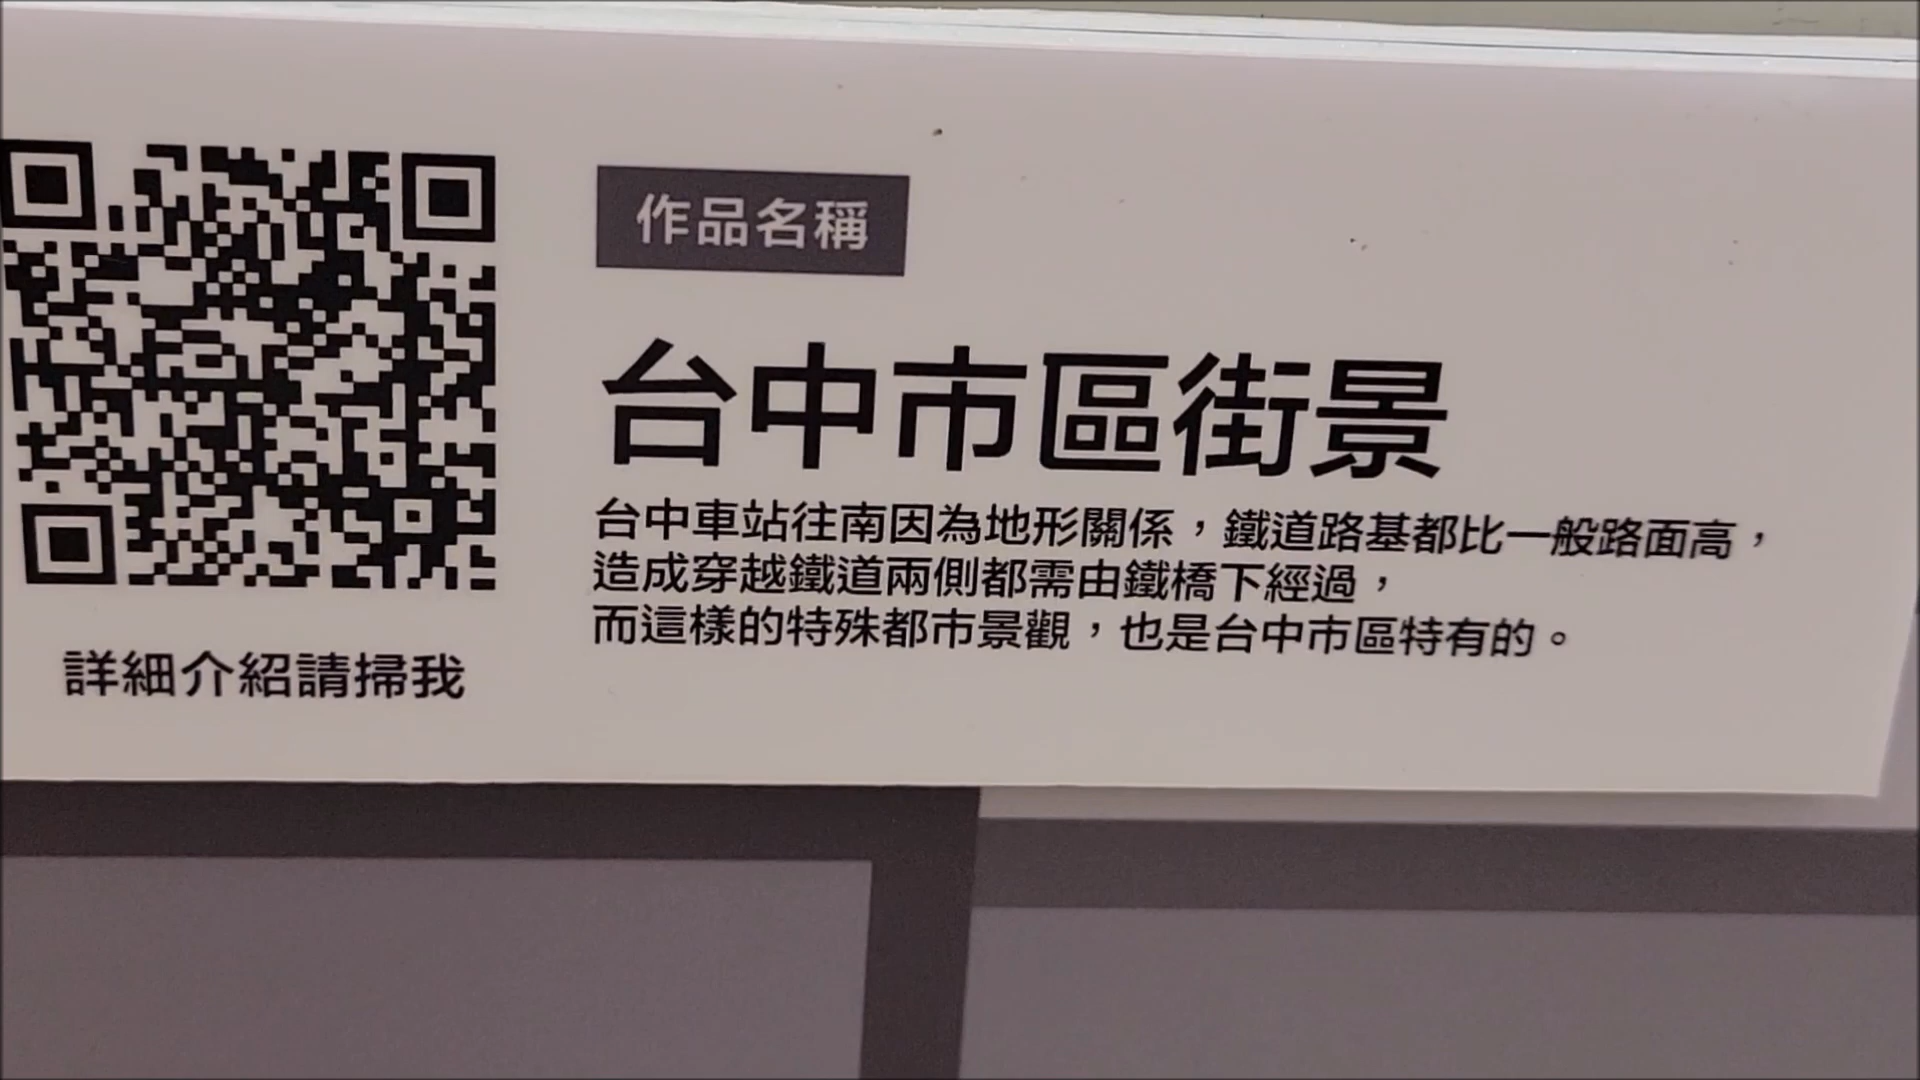 作品名稱
台中市區街景
台中車站往南因為地形關係，鐵道路基都比一般路面高，
造成穿越鐵道兩側都需由鐵橋下經過，
而這樣的特殊都市景觀，也是台中市區特有的。
詳細介紹請掃我